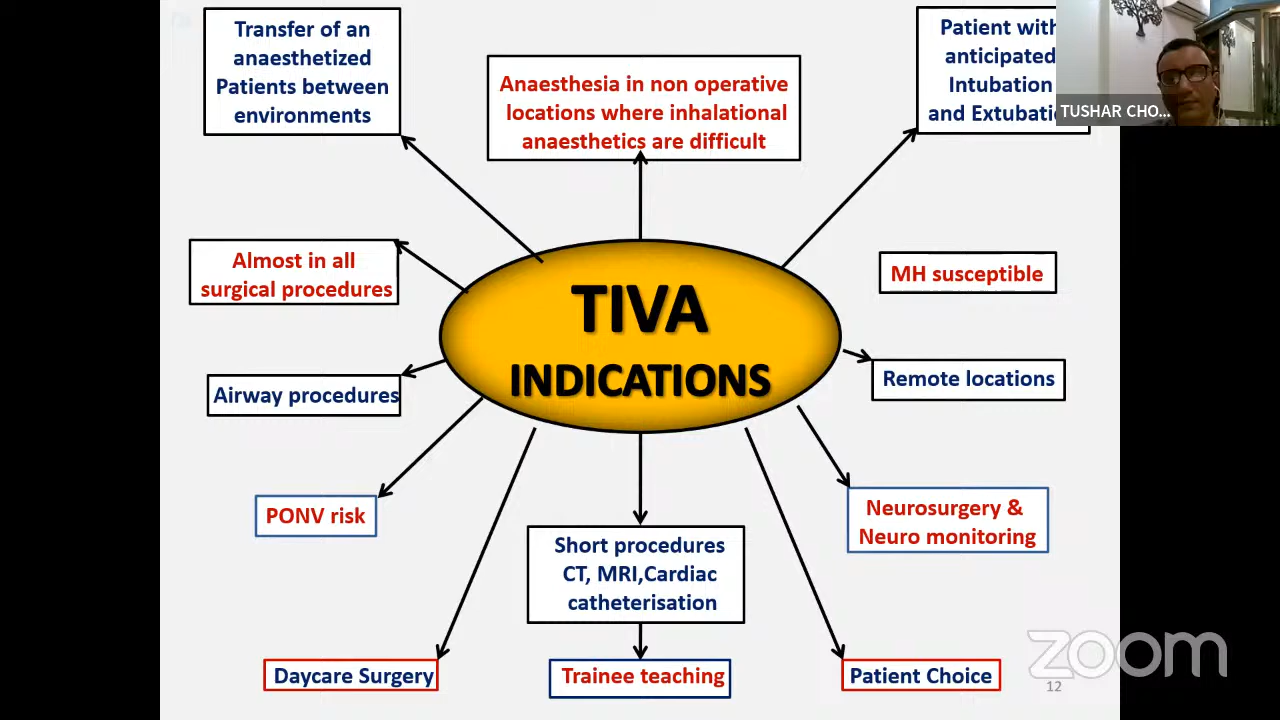 Transfer of an
anaesthetized
Patients between
environments
Anaesthesia in non operative
locations where inhalational
anaesthetics are difficult
Patient with
anticipated
Intubation
and
TUSHAR CHO...
Almost in all
surgical procedures
TIVA
INDICATIONS
MH susceptible
Airway procedures
Remote locations
PONV risk
Neurosurgery &
Neuro monitoring
Short procedures
CT, MRI,Cardiac
catheterisation
Daycare Surgery
Trainee teaching
Patient Choice
zoom
12